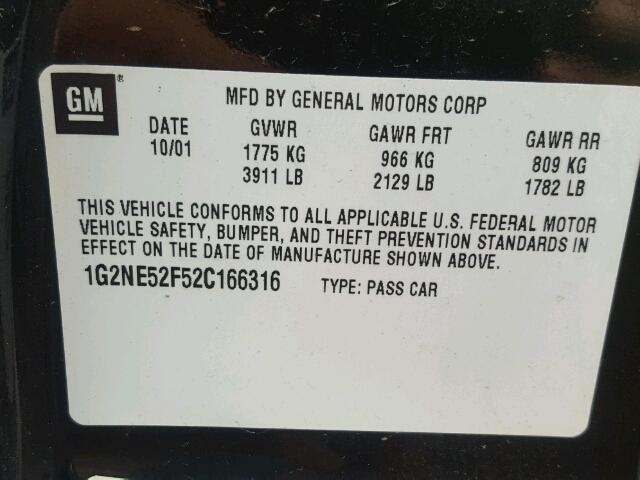 GM®
MFD BY GENERAL MOTORS CORP
DATE GVWR GAWR FRT GAWR RR
10/01 1775 KG 966 KG 809 KG
3911 LB 2129 LB 1782 LB
THIS VEHICLE CONFORMS TO ALL APPLICABLE U.S. FEDERAL MOTOR
VEHICLE SAFETY, BUMPER, AND THEFT PREVENTION STANDARDS IN
EFFECT ON THE DATE OF MANUFACTURE SHOWN ABOVE.
1G2NE52F52C166316 TYPE: PASS CAR